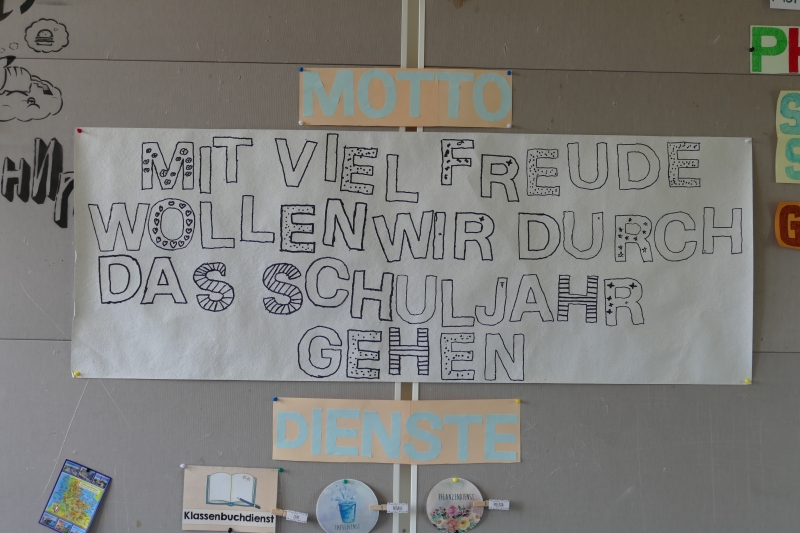 MOTTO
MIT VIEL FREUDE
WOLLEN WIR DURCH
DAS SCHULJAHR
GEHEN
DIENSTE
Klassenbuchdienst